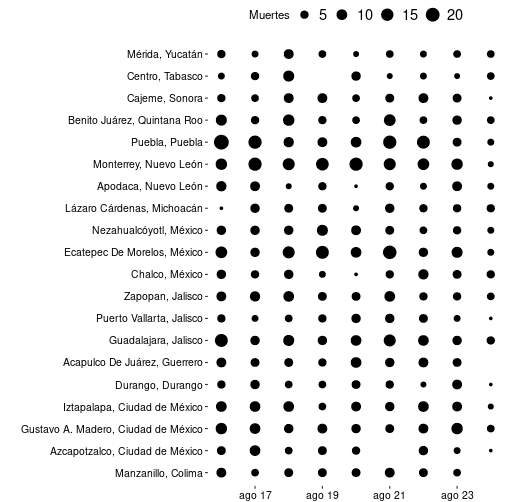 Muertes 5 10 15 20
Mérida, Yucatán
Centro, Tabasco
Cajeme, Sonora
Benito Juárez, Quintana Roo
Puebla, Puebla
Monterrey, Nuevo León
Apodaca, Nuevo León
Lázaro Cárdenas, Michoacán
Nezahualcóyotl, México
Ecatepec De Morelos, México
Chalco, México
Zapopan, Jalisco
Puerto Vallarta, Jalisco
Guadalajara, Jalisco
Acapulco De Juárez, Guerrero
Durango, Durango
Iztapalapa, Ciudad de México
Gustavo A. Madero, Ciudad de México
Azcapotzalco, Ciudad de México
Manzanillo, Colima
ago 17 ago 19 ago 21 ago 23